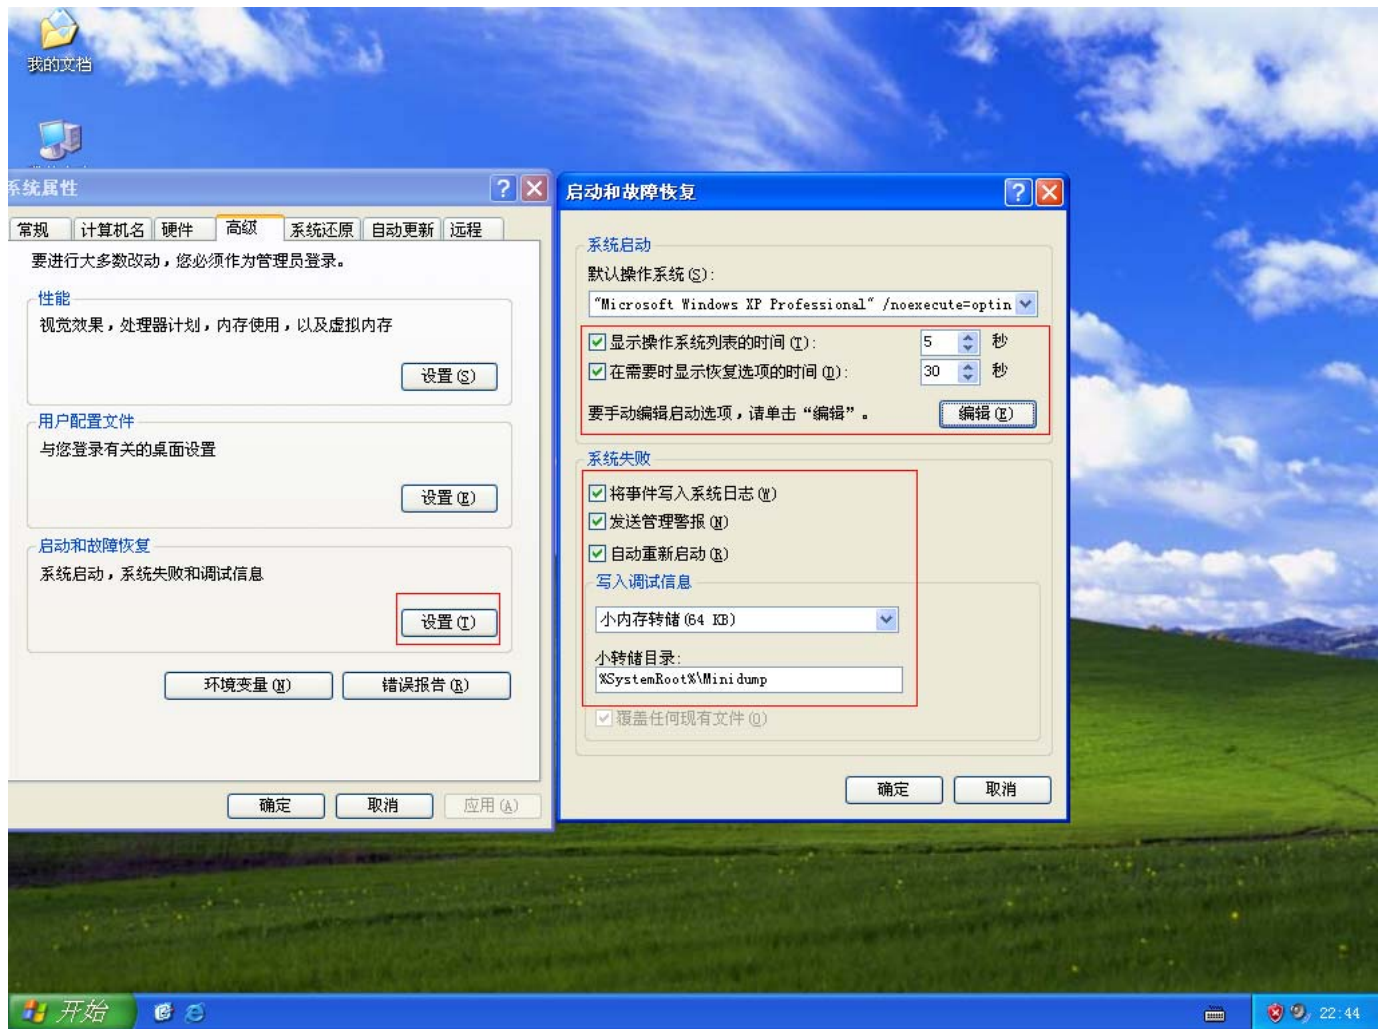 我的文档
系统属性
常规 计算机名 硬件 高级 系统还原 自动更新 远程
要进行大多数改动，您必须作为管理员登录。
性能
视觉效果，处理器计划，内存使用，以及虚拟内存
设置(S)
用户配置文件
与您登录有关的桌面设置
设置(E)
启动和故障恢复
系统启动，系统失败和调试信息
设置(T)
环境变量(N) 错误报告(R)
确定 取消 应用(A)
启动和故障恢复
系统启动
默认操作系统(S):
"Microsoft Windows XP Professional" /noexecute=optin
显示操作系统列表的时间(T): 5 秒
在需要时显示恢复选项的时间(D): 30 秒
要手动编辑启动选项，请单击“编辑”。 编辑(E)
系统失败
将事件写入系统日志(W)
发送管理警报(N)
自动重新启动(R)
写入调试信息
小内存转储(64 KB)
小转储目录:
%SystemRoot%\Minidump
覆盖任何现有文件(O)
确定 取消
开始 22:44